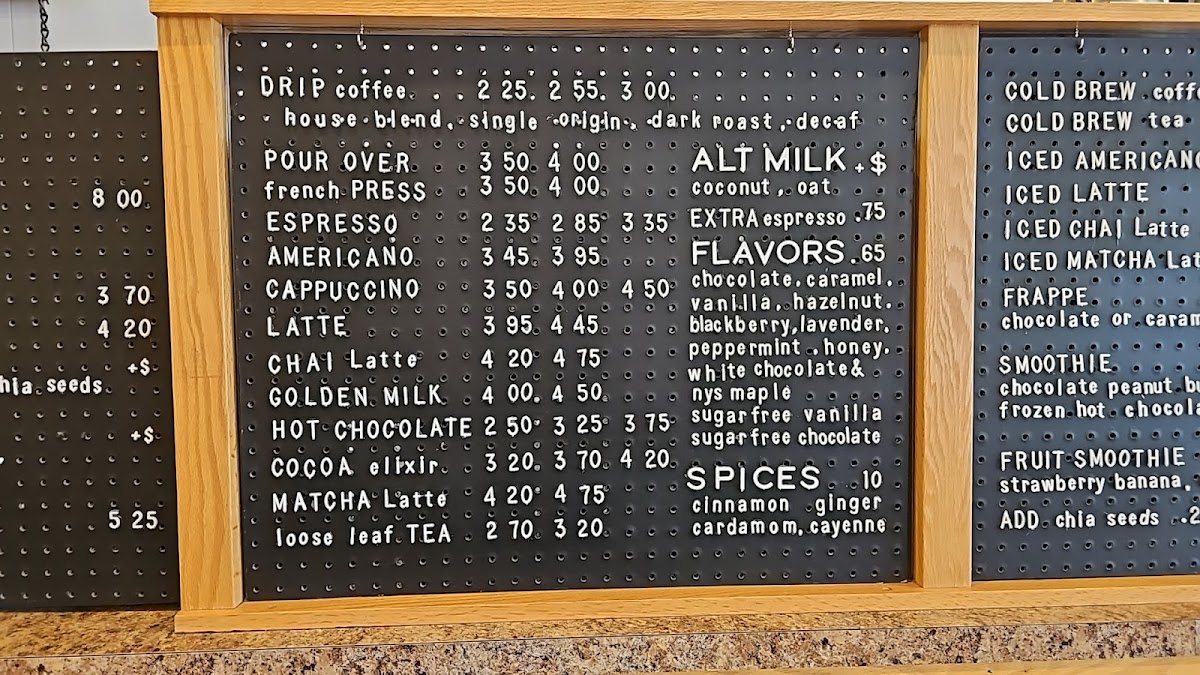 8 00
3 70
4 20
+$
hia seeds
+$
5 25
DRIP coffee 2 25 2 55 3 00
house blend, single origin, dark roast, decaf
POUR OVER 3 50 4 00
french PRESS 3 50 4 00
ESPRESSO 2 35 2 85 3 35
AMERICANO 3 45 3 95
CAPPUCCINO 3 50 4 00 4 50
LATTE 3 95 4 45
CHAI Latte 4 20 4 75
GOLDEN MILK 4 00 4 50
HOT CHOCOLATE 2 50 3 25 3 75
COCOA elixir 3 20 3 70 4 20
MATCHA Latte 4 20 4 75
loose leaf TEA 2 70 3 20
ALT MILK +$
coconut, oat
EXTRA espresso .75
FLAVORS .65
chocolate, caramel,
vanilla, hazelnut,
blackberry, lavender,
peppermint, honey,
white chocolate &
nys maple
sugarfree vanilla
sugarfree chocolate
SPICES 10
cinnamon ginger
cardamom, cayenne
COLD BREW coffe
COLD BREW tea
ICED AMERICANO
ICED LATTE
ICED CHAI Latte
ICED MATCHA Lat
FRAPPE
chocolate or caram
SMOOTHIE
chocolate peanut bu
frozen hot chocola
FRUIT SMOOTHIE
strawberry banana,
ADD chia seeds .2